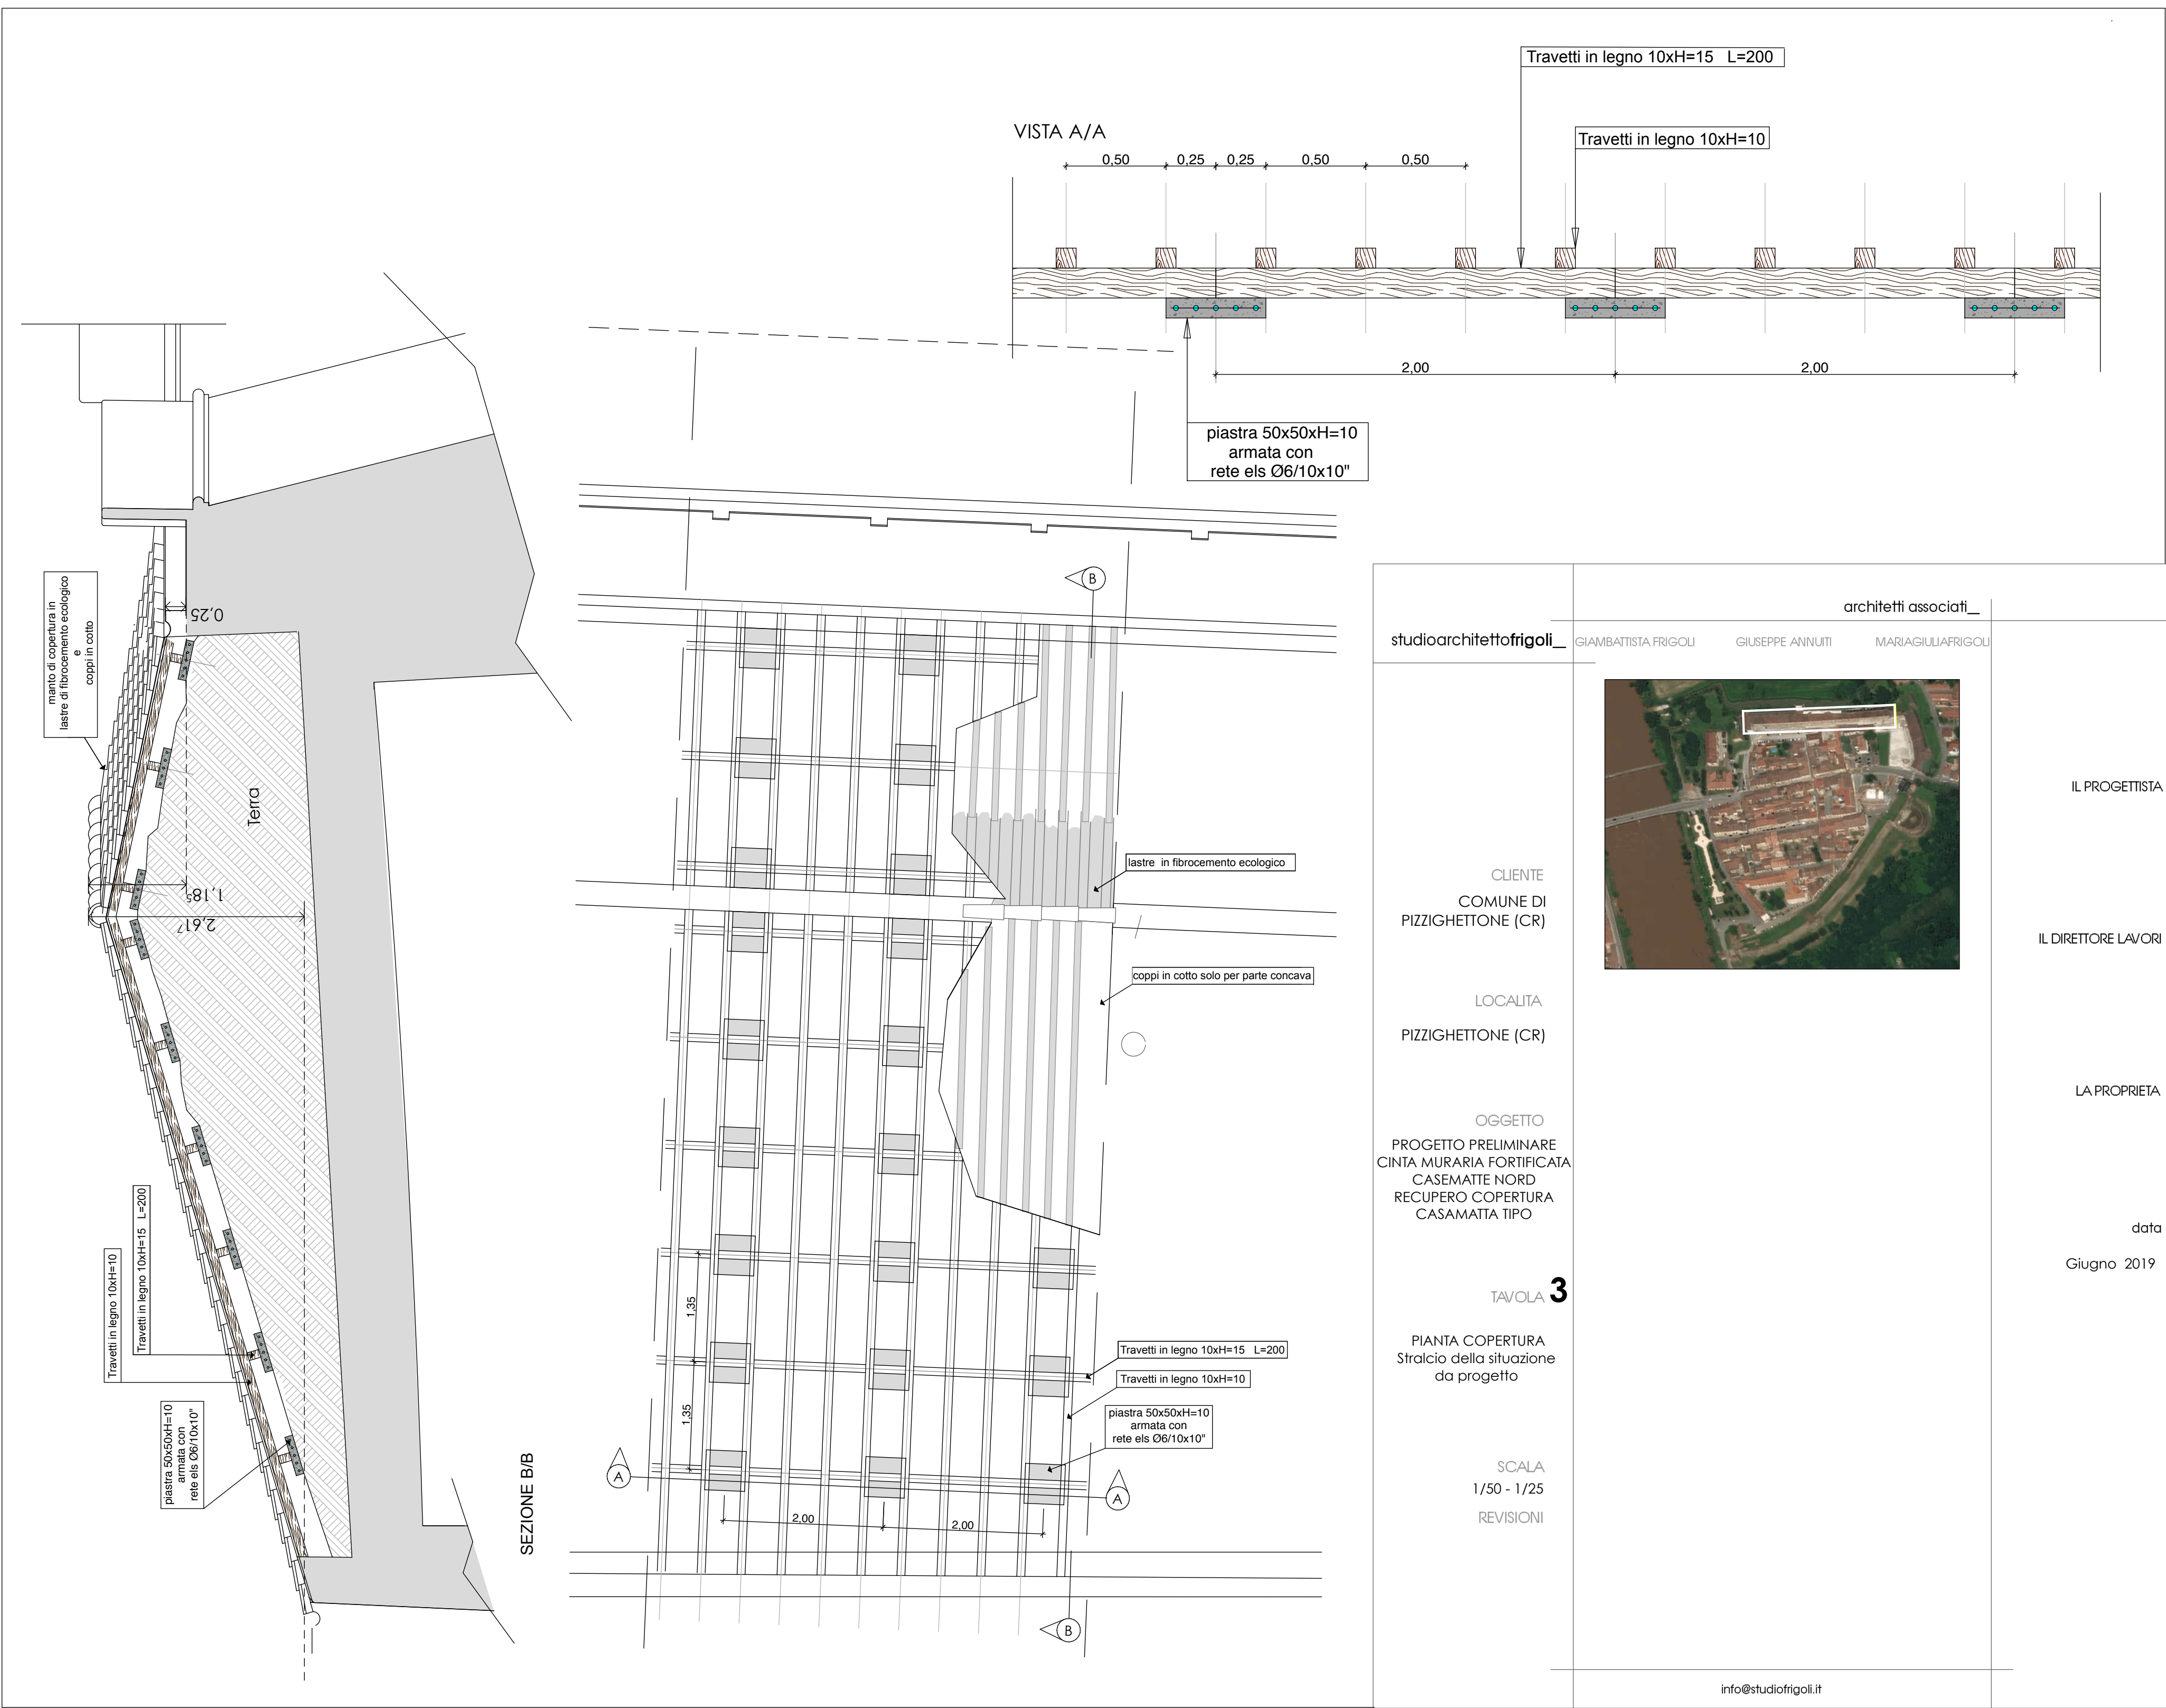 Travetti in legno 10xH=15 L=200
VISTA A/A
Travetti in legno 10xH=10
0,50
0,25
0,25
0,50
0,50
2,00
2,00
piastra 50x50xH=10
armata con
rete els Ø6/10x10"
manto di copertura in
lastre di fibrocemento ecologico
e
coppi in cotto
0,25
Terra
1,18⁵
2,61⁷
Travetti in legno 10xH=10
Travetti in legno 10xH=15 L=200
piastra 50x50xH=10
armata con
rete els Ø6/10x10"
SEZIONE B/B
B
lastre in fibrocemento ecologico
coppi in cotto solo per parte concava
1,35
1,35
Travetti in legno 10xH=15 L=200
Travetti in legno 10xH=10
piastra 50x50xH=10
armata con
rete els Ø6/10x10"
A
A
2,00
2,00
B
architetti associati_
studioarchitettofrigoli_
GIAMBATTISTA FRIGOLI
GIUSEPPE ANNUITI
MARIAGIULIAFRIGOLI
IL PROGETTISTA
CLIENTE
COMUNE DI
PIZZIGHETTONE (CR)
IL DIRETTORE LAVORI
LOCALITA
PIZZIGHETTONE (CR)
LA PROPRIETA
OGGETTO
PROGETTO PRELIMINARE
CINTA MURARIA FORTIFICATA
CASEMATTE NORD
RECUPERO COPERTURA
CASAMATTA TIPO
data
Giugno 2019
TAVOLA 3
PIANTA COPERTURA
Stralcio della situazione
da progetto
SCALA
1/50 - 1/25
REVISIONI
info@studiofrigoli.it